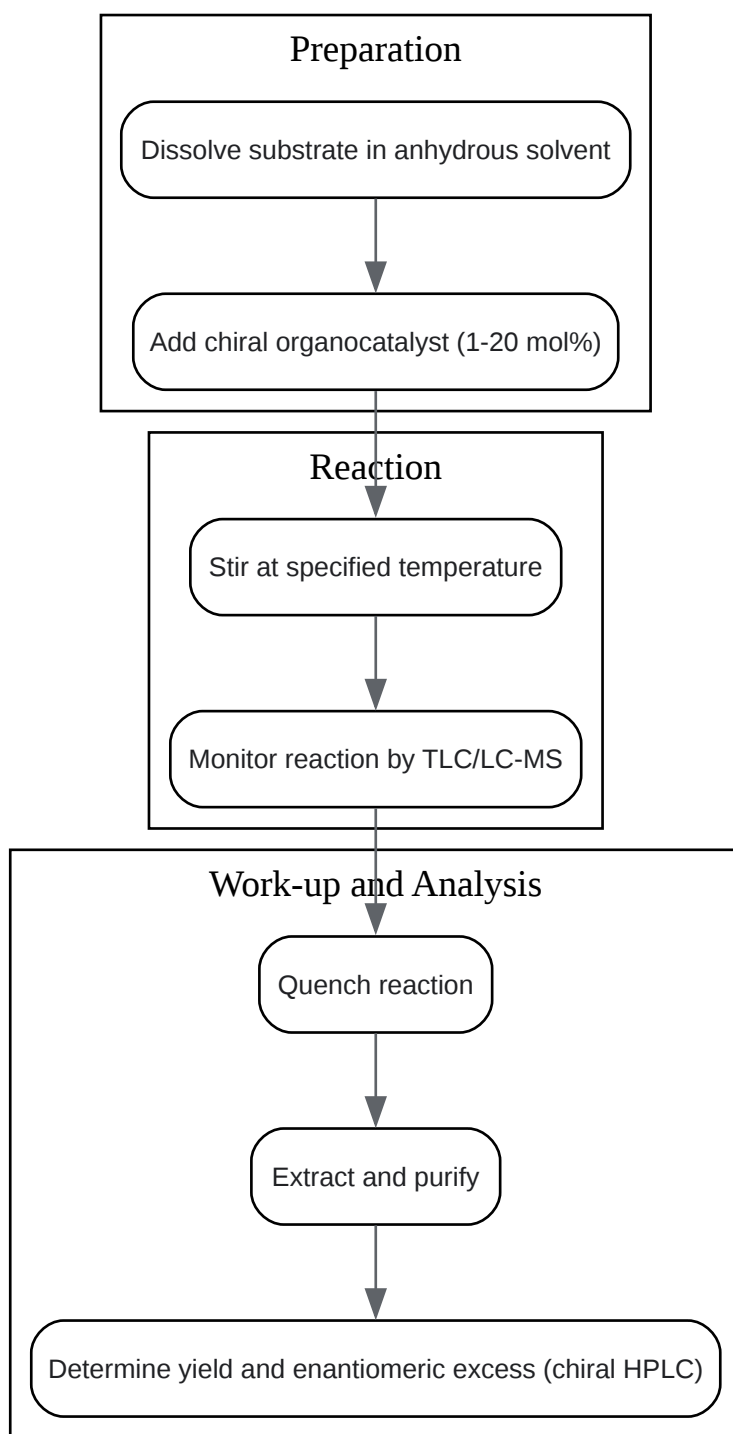 Preparation
Dissolve substrate in anhydrous solvent
Add chiral organocatalyst (1-20 mol%)
Reaction
Stir at specified temperature
Monitor reaction by TLC/LC-MS
Work-up and Analysis
Quench reaction
Extract and purify
Determine yield and enantiomeric excess (chiral HPLC)